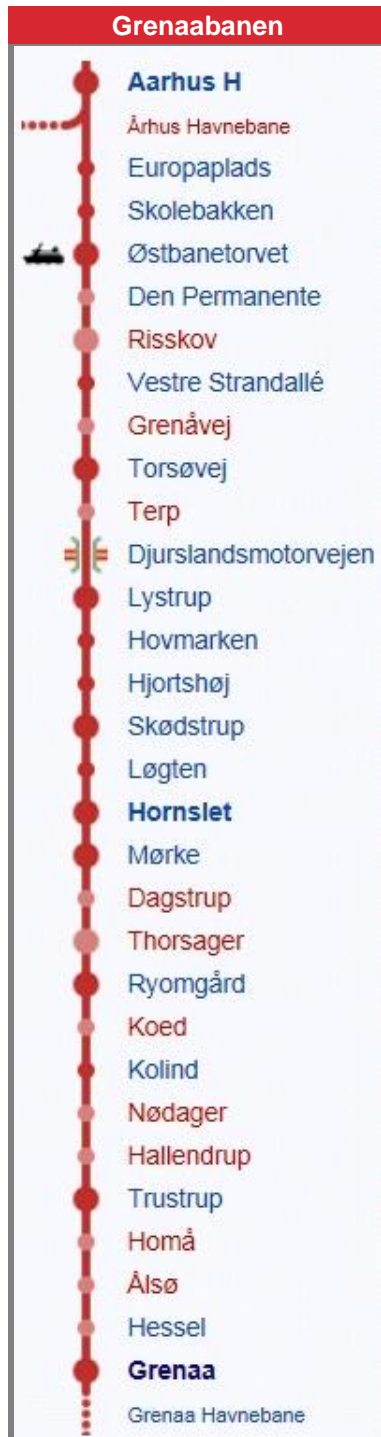 Grenaabanen
Aarhus H
Århus Havnebane
Europaplads
Skolebakken
Østbanetorvet
Den Permanente
Risskov
Vestre Strandallé
Grenåvej
Torsøvej
Terp
Djurslandsmotorvejen
Lystrup
Hovmarken
Hjortshøj
Skødstrup
Løgten
Hornslet
Mørke
Dagstrup
Thorsager
Ryomgård
Koed
Kolind
Nødager
Hallendrup
Trustrup
Homå
Ålsø
Hessel
Grenaa
Grenaa Havnebane